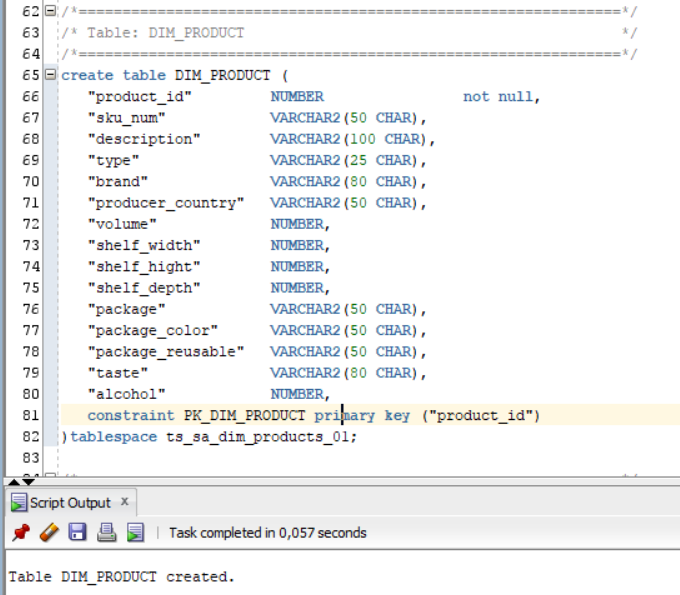 62 /*==========================================================*/
63 /* Table: DIM_PRODUCT */
64 /*==========================================================*/
65 create table DIM_PRODUCT (
66 "product_id" NUMBER not null,
67 "sku_num" VARCHAR2(50 CHAR),
68 "description" VARCHAR2(100 CHAR),
69 "type" VARCHAR2(25 CHAR),
70 "brand" VARCHAR2(80 CHAR),
71 "producer_country" VARCHAR2(50 CHAR),
72 "volume" NUMBER,
73 "shelf_width" NUMBER,
74 "shelf_hight" NUMBER,
75 "shelf_depth" NUMBER,
76 "package" VARCHAR2(50 CHAR),
77 "package_color" VARCHAR2(50 CHAR),
78 "package_reusable" VARCHAR2(50 CHAR),
79 "taste" VARCHAR2(80 CHAR),
80 "alcohol" NUMBER,
81 constraint PK_DIM_PRODUCT primary key ("product_id")
82 )tablespace ts_sa_dim_products_01;
83
Script Output x
Task completed in 0,057 seconds
Table DIM_PRODUCT created.